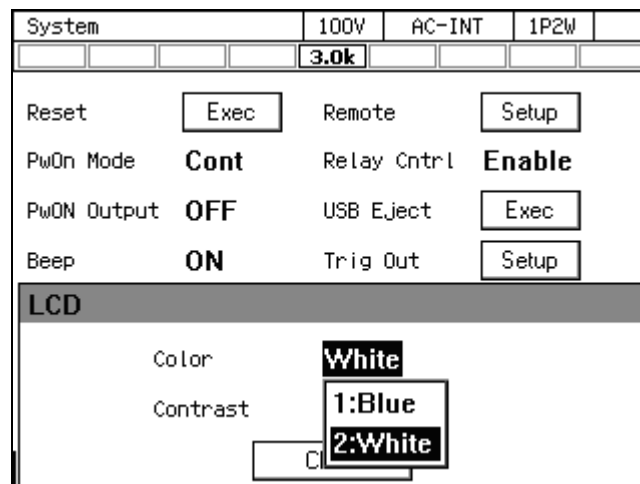 System 100V AC-INT 1P2W
3.0k
Reset Exec Remote Setup
PwOn Mode Cont Relay Cntrl Enable
PwON Output OFF USB Eject Exec
Beep ON Trig Out Setup
LCD
Color White
Contrast 1:Blue
2:White